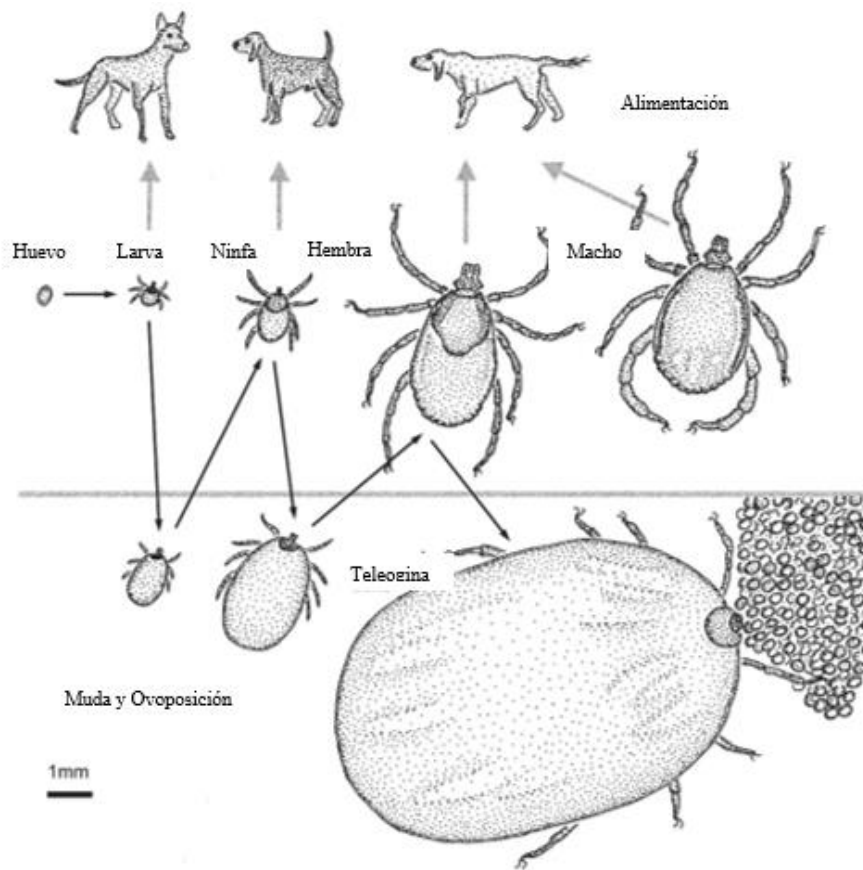 Alimentación
Huevo
Larva
Ninfa
Hembra
Macho
Teleogina
Muda y Ovoposición
1mm